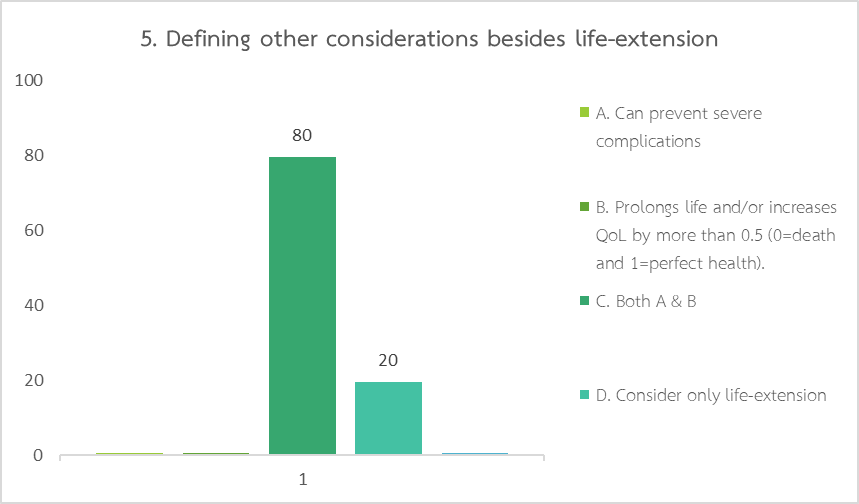 5. Defining other considerations besides life-extension
100
80
60
40
20
0
80
20
1
A. Can prevent severe
complications
B. Prolongs life and/or increases
QoL by more than 0.5 (0=death
and 1=perfect health).
C. Both A & B
D. Consider only life-extension